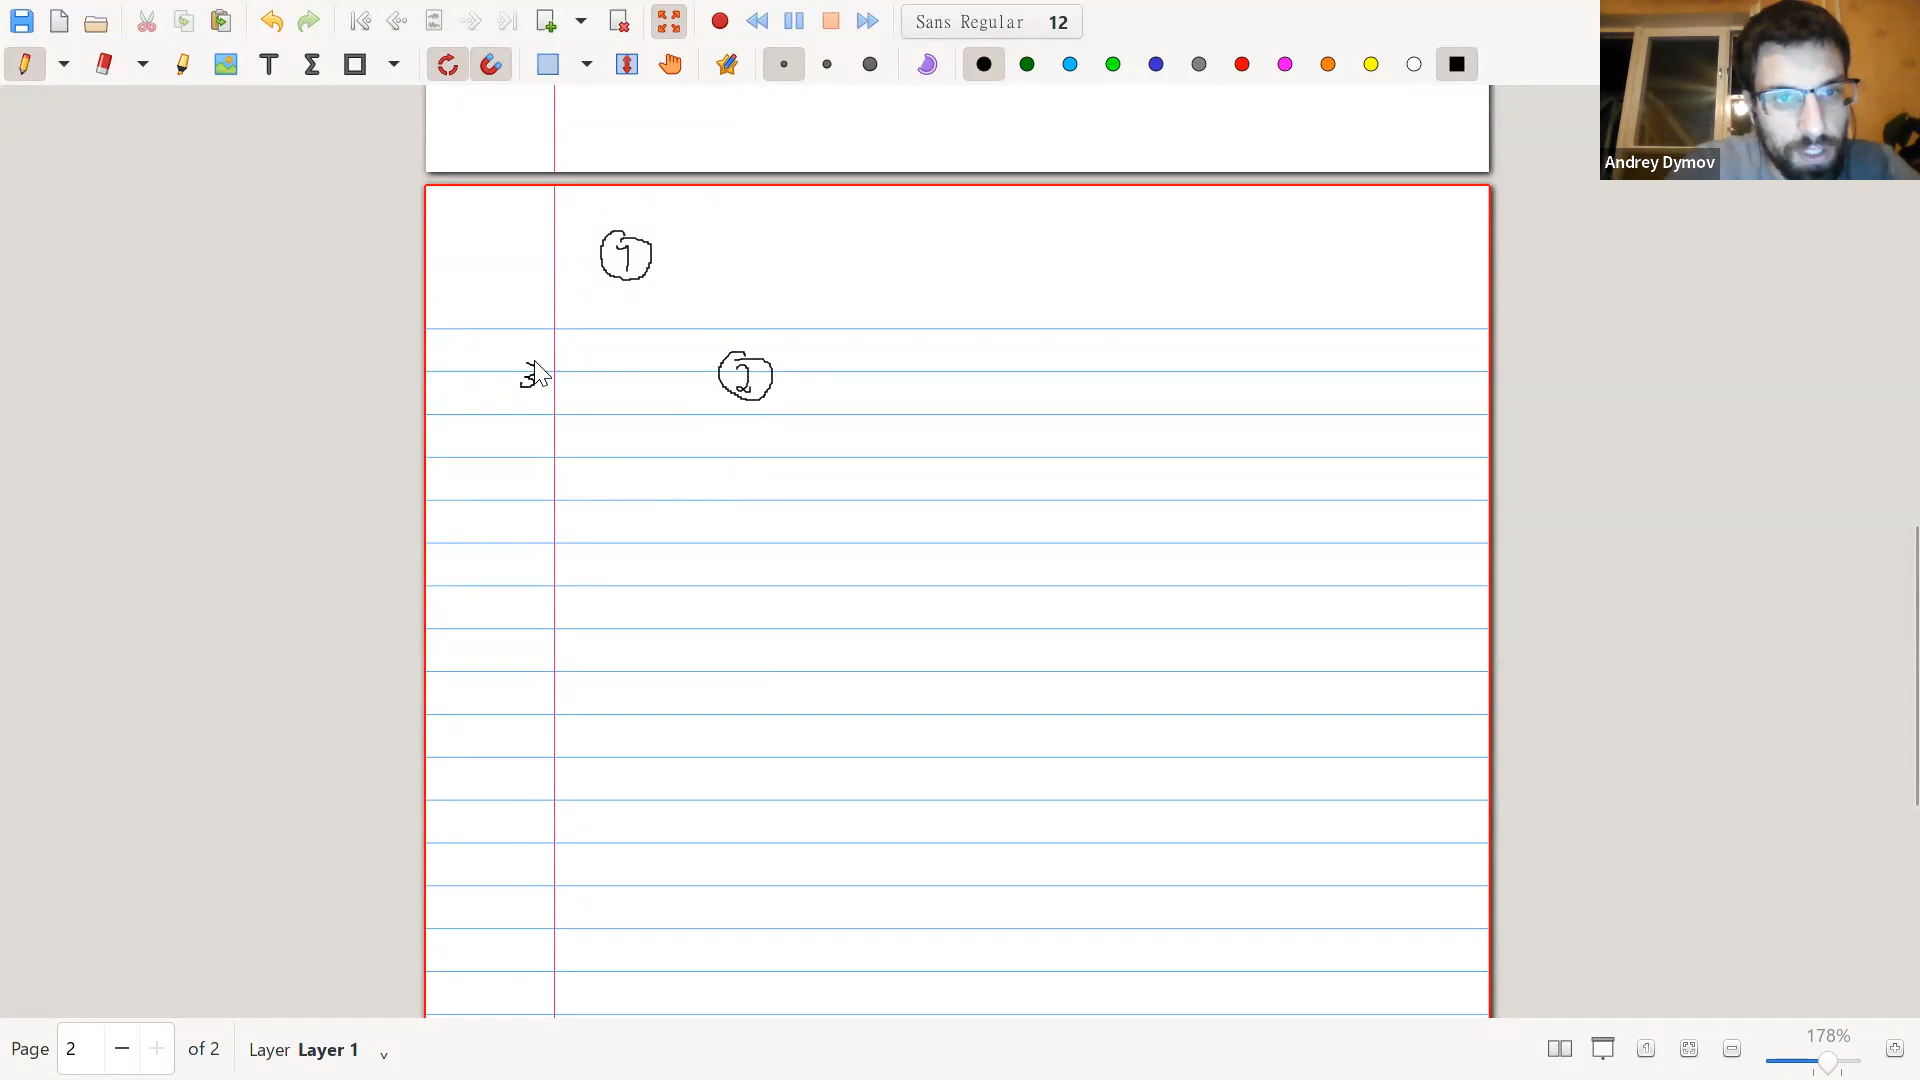 Sans Regular 12
Andrey Dymov
1
3 2
Page 2 of 2 Layer Layer 1 178%